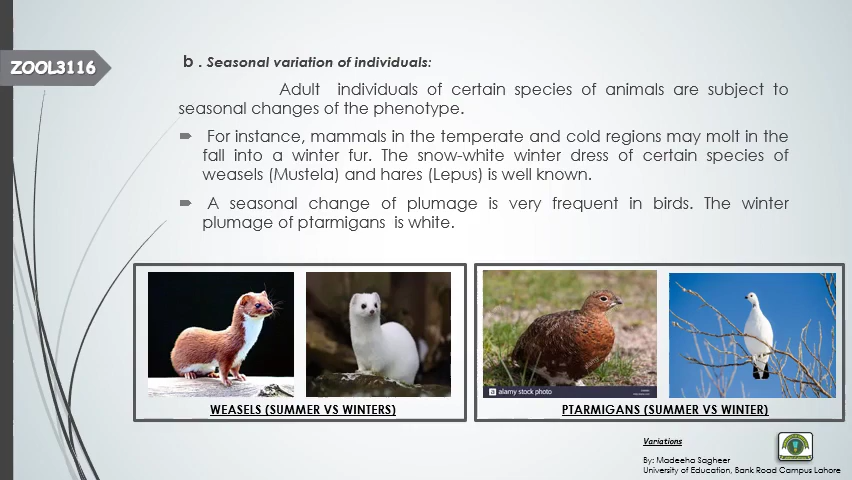 ZOOL3116
b . Seasonal variation of individuals:
Adult individuals of certain species of animals are subject to
seasonal changes of the phenotype.
For instance, mammals in the temperate and cold regions may molt in the
fall into a winter fur. The snow-white winter dress of certain species of
weasels (Mustela) and hares (Lepus) is well known.
A seasonal change of plumage is very frequent in birds. The winter
plumage of ptarmigans is white.
alamy stock photo
WEASELS (SUMMER VS WINTERS)
PTARMIGANS (SUMMER VS WINTER)
Variations
By: Madeeha Sagheer
University of Education, Bank Road Campus Lahore